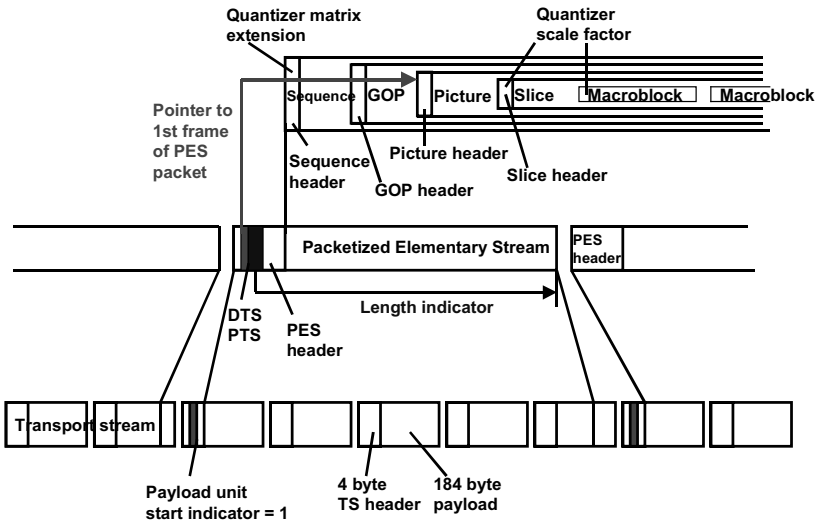 Quantizer matrix
extension
Quantizer
scale factor
Sequence
GOP
Picture
Slice
Macroblock
Macroblock
Pointer to
1st frame
of PES
packet
Sequence
header
GOP header
Picture header
Slice header
Packetized Elementary Stream
PES
header
DTS
PTS
PES
header
Length indicator
Transport stream
Payload unit
start indicator = 1
4 byte
TS header
184 byte
payload